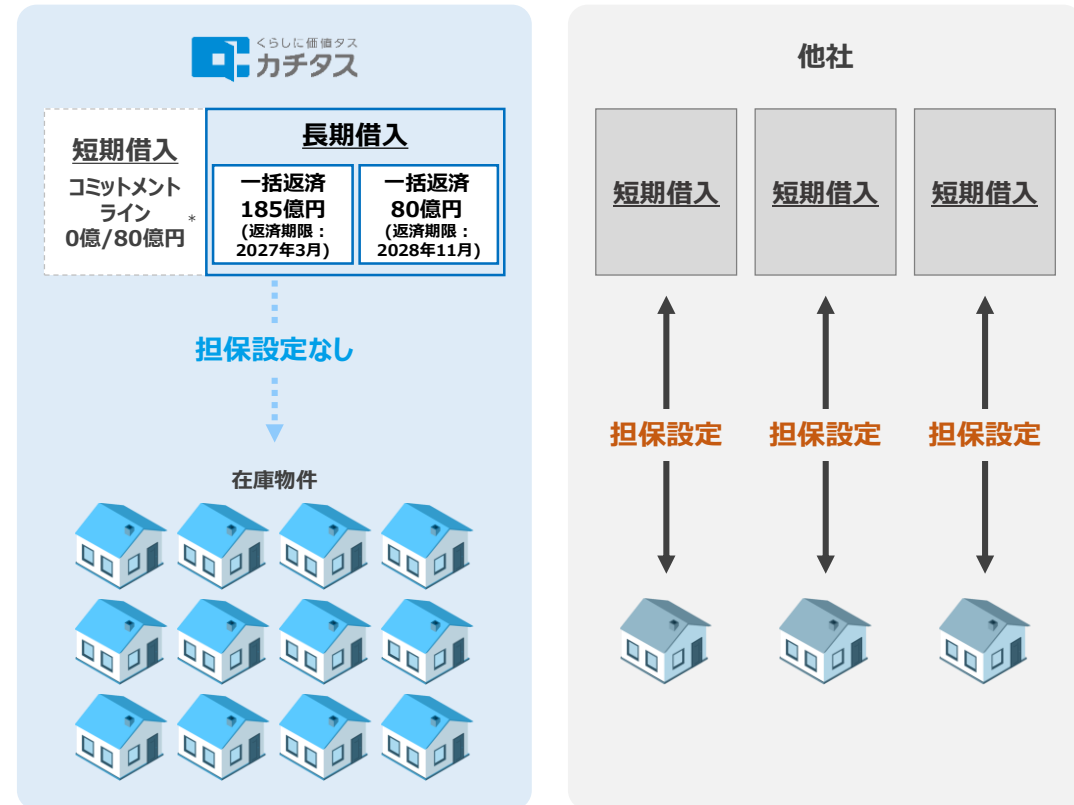 くらしに価値タス
カチタス
短期借入
コミットメント
ライン
*
0億/80億円
長期借入
一括返済
185億円
(返済期限：
2027年3月)
一括返済
80億円
(返済期限：
2028年11月)
担保設定なし
在庫物件
他社
短期借入
短期借入
短期借入
担保設定
担保設定
担保設定